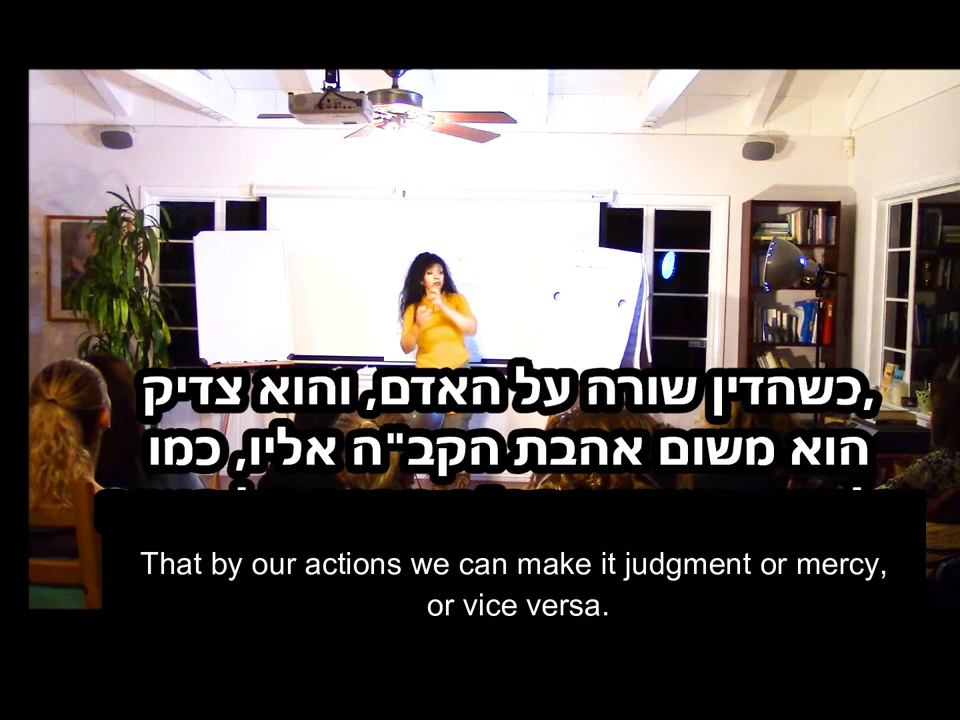 כשהדין שורה על האדם, והוא צדיק,
הוא משום אהבת הקב"ה אליו, כמו
That by our actions we can make it judgment or mercy,
or vice versa.